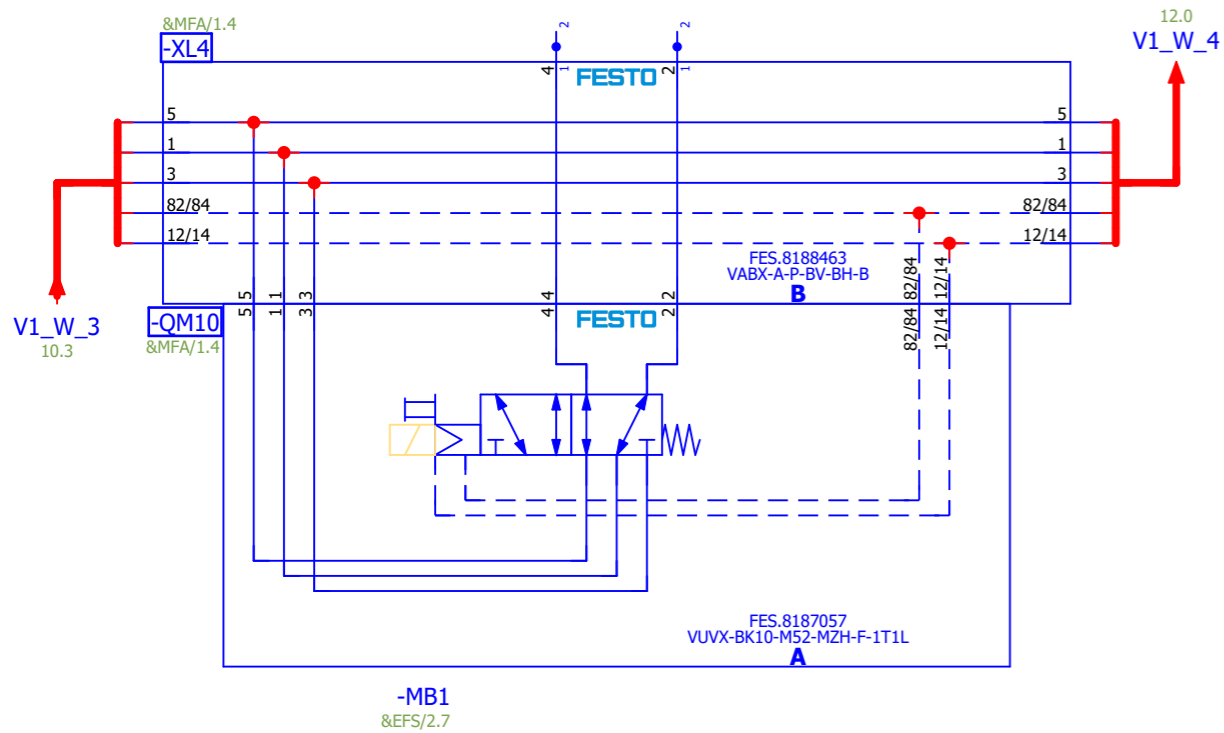 &MFA/1.4
-XL4
2
2
12.0
V1_W_4
4
1
FESTO
2
1
5
5
1
1
3
3
82/84
82/84
12/14
12/14
FES.8188463
VABX-A-P-BV-BH-B
B
5
1
3
4
2
82/84
12/14
V1_W_3
10.3
-QM10
&MFA/1.4
5
1
3
4
FESTO
2
82/84
12/14
FES.8187057
VUVX-BK10-M52-MZH-F-1T1L
A
-MB1
&EFS/2.7